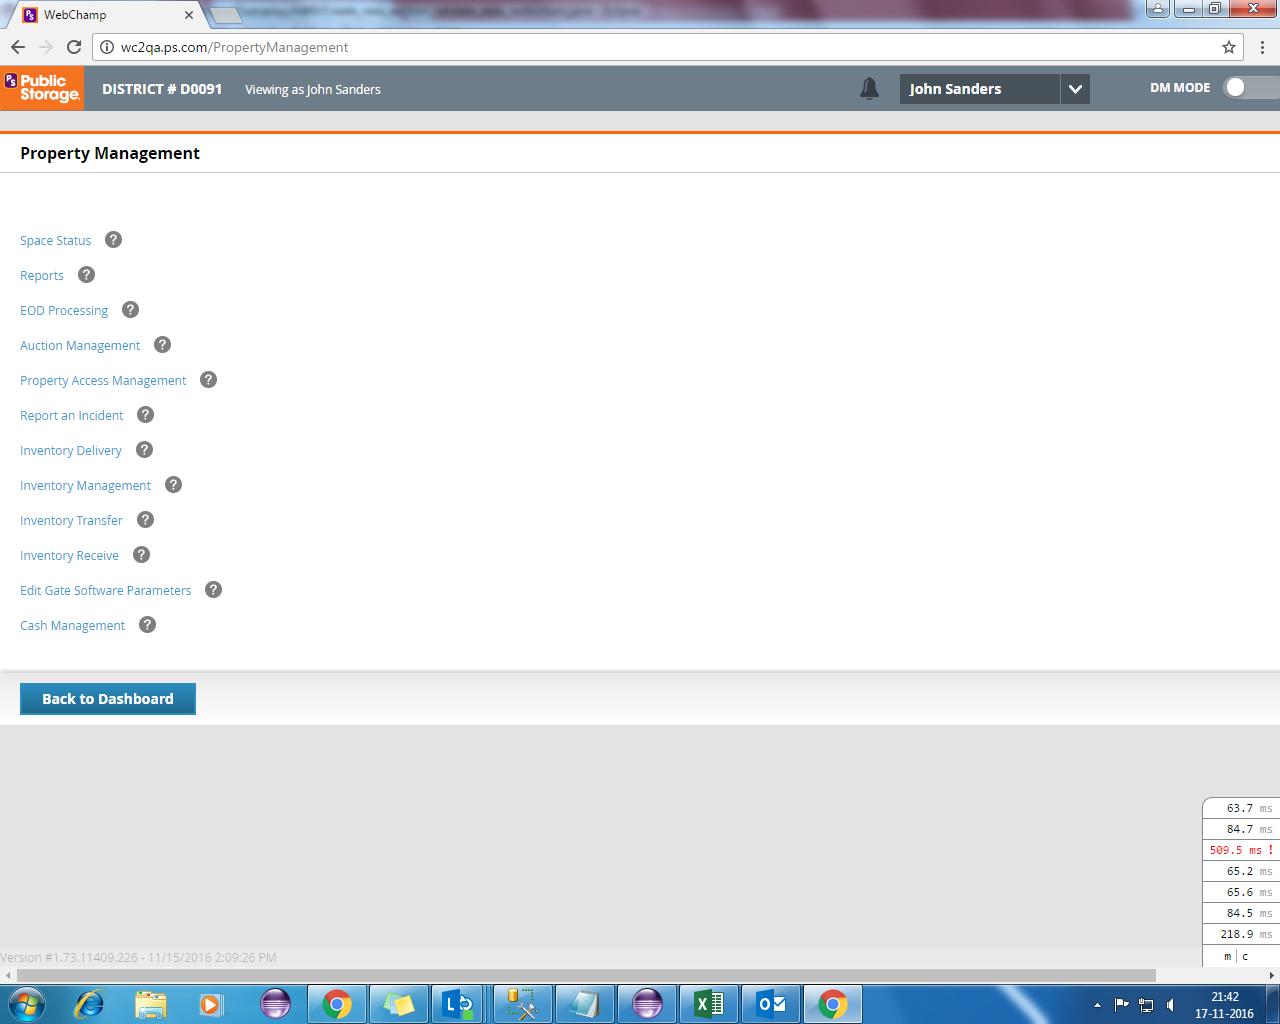 WebChamp
wc2qa.ps.com/PropertyManagement
PS Public Storage.
DISTRICT # D0091
Viewing as John Sanders
John Sanders
DM MODE
Property Management
Space Status ?
Reports ?
EOD Processing ?
Auction Management ?
Property Access Management ?
Report an Incident ?
Inventory Delivery ?
Inventory Management ?
Inventory Transfer ?
Inventory Receive ?
Edit Gate Software Parameters ?
Cash Management ?
Back to Dashboard
63.7 ms
84.7 ms
509.5 ms !
65.2 ms
65.6 ms
84.5 ms
218.9 ms
m | c
Version #1.73.11409.226 - 11/15/2016 2:09:26 PM
21:42
17-11-2016